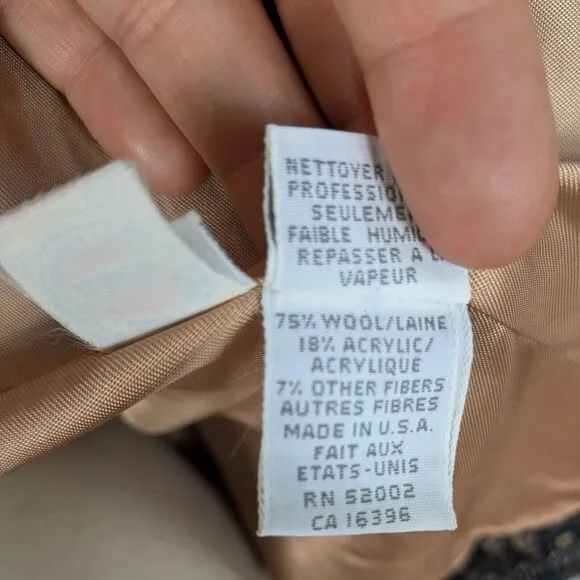 NETTOYER
SEULEME
FAIBLE HUMI
REPASSER A
VAPEUR
75% WOOL/LAINE
18% ACRYLIC/
ACRYLIQUE
7% OTHER FIBERS
AUTRES FIBRES
MADE IN U.S.A.
FAIT AUX
ETATS-UNIS
RN 52002
CA 16396